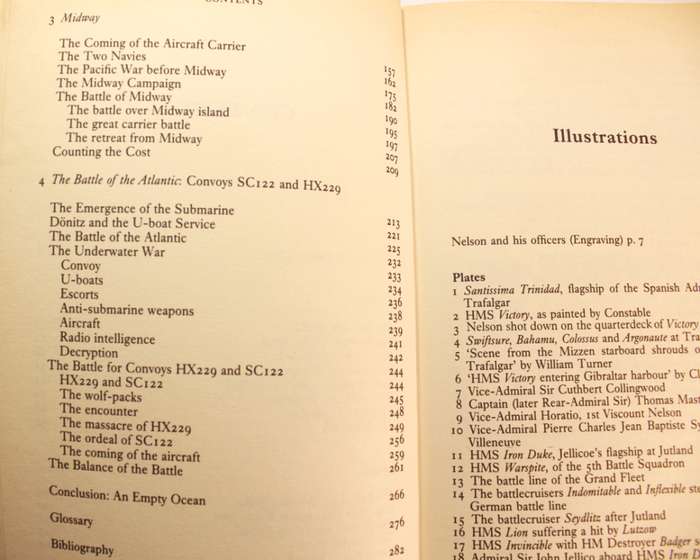 CONTENTS
3 Midway
The Coming of the Aircraft Carrier 157
The Two Navies 162
The Pacific War before Midway 175
The Midway Campaign 182
The Battle of Midway 190
The battle over Midway island 195
The great carrier battle 197
The retreat from Midway 207
Counting the Cost 209
4 The Battle of the Atlantic: Convoys SC122 and HX229
The Emergence of the Submarine 213
Dönitz and the U-boat Service 221
The Battle of the Atlantic 225
The Underwater War 232
Convoy 233
U-boats 234
Escorts 236
Anti-submarine weapons 238
Aircraft 239
Radio intelligence 241
Decryption 242
The Battle for Convoys HX229 and SC122 244
HX229 and SC122 244
The wolf-packs 245
The encounter 248
The massacre of HX229 249
The ordeal of SC122 256
The coming of the aircraft 259
The Balance of the Battle 261
Conclusion: An Empty Ocean 266
Glossary 276
Bibliography 282
Illustrations
Nelson and his officers (Engraving) p. 7
Plates
1 Santissima Trinidad, flagship of the Spanish Ad
Trafalgar
2 HMS Victory, as painted by Constable
3 Nelson shot down on the quarterdeck of Victory
4 Swiftsure, Bahamu, Colossus and Argonaute at Tra
5 'Scene from the Mizzen starboard shrouds o
Trafalgar' by William Turner
6 'HMS Victory entering Gibraltar harbour' by Cl
7 Vice-Admiral Sir Cuthbert Collingwood
8 Captain (later Rear-Admiral Sir) Thomas Mast
9 Vice-Admiral Horatio, 1st Viscount Nelson
10 Vice-Admiral Pierre Charles Jean Baptiste Sy
Villeneuve
11 HMS Iron Duke, Jellicoe's flagship at Jutland
12 HMS Warspite, of the 5th Battle Squadron
13 The battle line of the Grand Fleet
14 The battlecruisers Indomitable and Inflexible ste
German battle line
15 The battlecruiser Seydlitz after Jutland
16 HMS Lion suffering a hit by Lutzow
17 HMS Invincible with HM Destroyer Badger
18 Admiral Sir John Jellico aboard HMS Iron